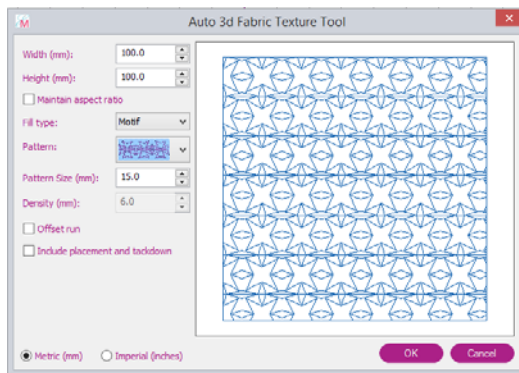 Auto 3d Fabric Texture Tool
Width (mm): 100.0
Height (mm): 100.0
Maintain aspect ratio
Fill type: Motif
Pattern:
Pattern Size (mm): 15.0
Density (mm): 6.0
Offset run
Include placement and tackdown
Metric (mm) Imperial (inches) OK Cancel